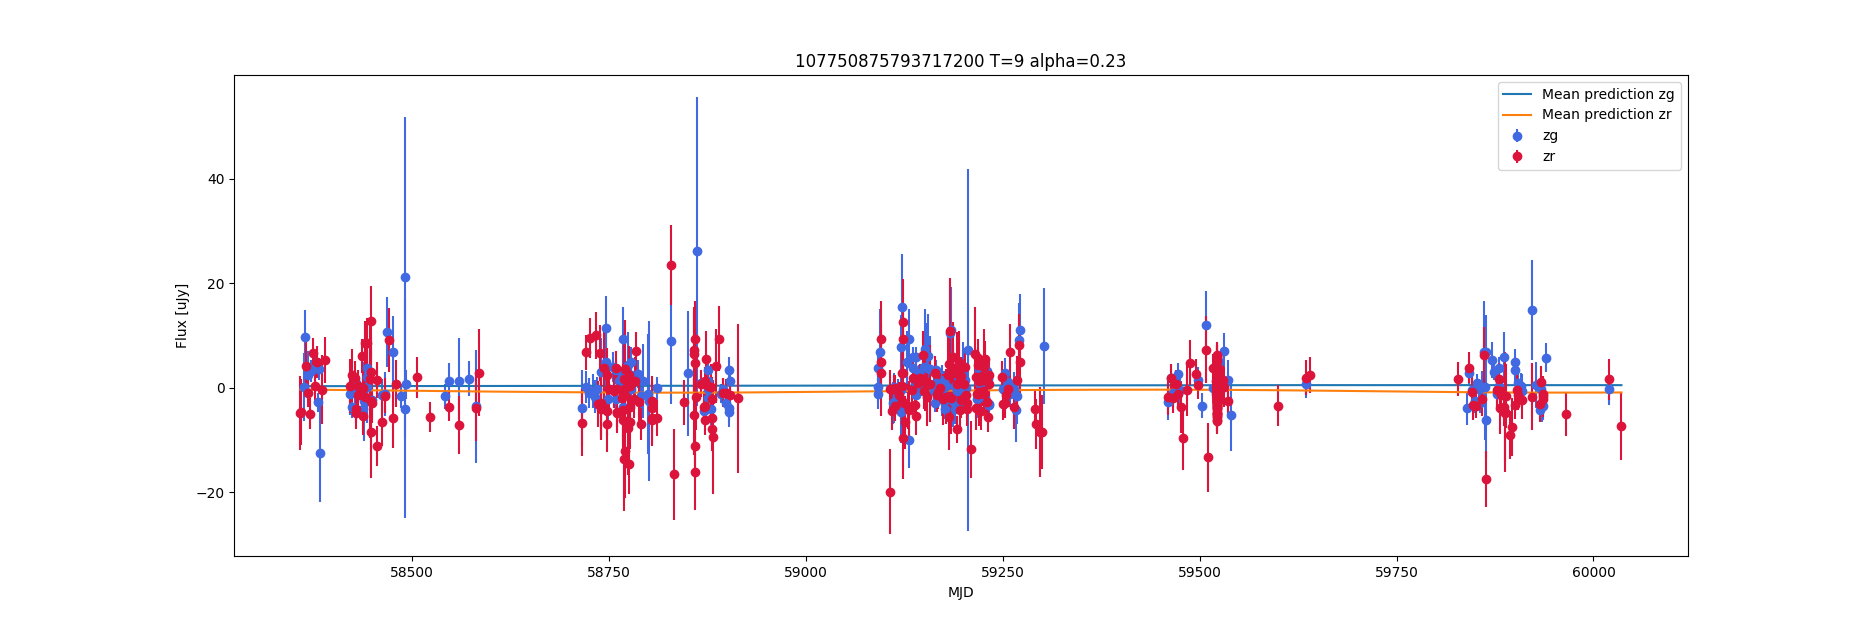 107750875793717200 T=9 alpha=0.23
Mean prediction zg
Mean prediction zr
zg
zr
Flux [uJy]
40
20
0
−20
58500
58750
59000
59250
59500
59750
60000
MJD